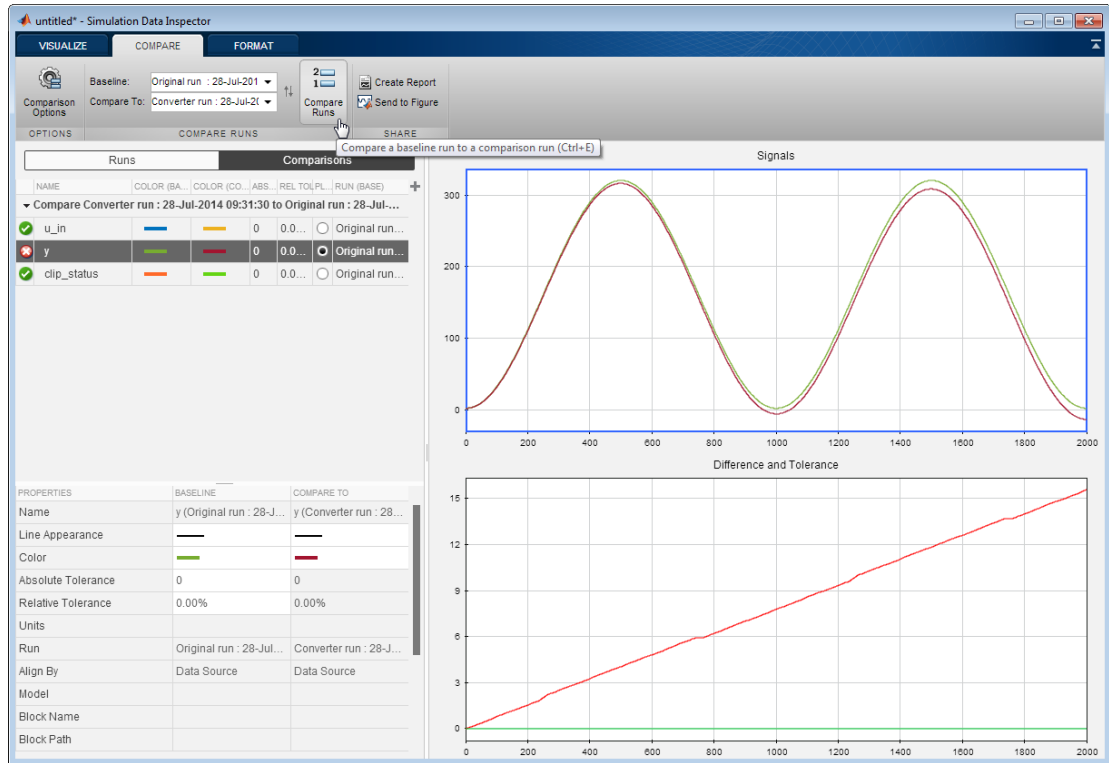 untitled* - Simulation Data Inspector
VISUALIZE COMPARE FORMAT
Comparison Options
Baseline: Original run : 28-Jul-201
Compare To: Converter run : 28-Jul-2(
2
1
Compare Runs
Create Report
Send to Figure
OPTIONS COMPARE RUNS SHARE
Compare a baseline run to a comparison run (Ctrl+E)
Runs Comparisons
NAME COLOR (BA... COLOR (CO... ABS... REL TOL PL... RUN (BASE)
Compare Converter run : 28-Jul-2014 09:31:30 to Original run : 28-Jul-...
u_in 0 0.0... Original run...
y 0 0.0... Original run...
clip_status 0 0.0... Original run...
PROPERTIES BASELINE COMPARE TO
Name y (Original run : 28-J... y (Converter run : 28...
Line Appearance
Color
Absolute Tolerance 0 0
Relative Tolerance 0.00% 0.00%
Units
Run Original run : 28-Jul... Converter run : 28-J...
Align By Data Source Data Source
Model
Block Name
Block Path
Signals
300
200
100
0
0 200 400 600 800 1000 1200 1400 1600 1800 2000
Difference and Tolerance
15
12
9
6
3
0
0 200 400 600 800 1000 1200 1400 1600 1800 2000